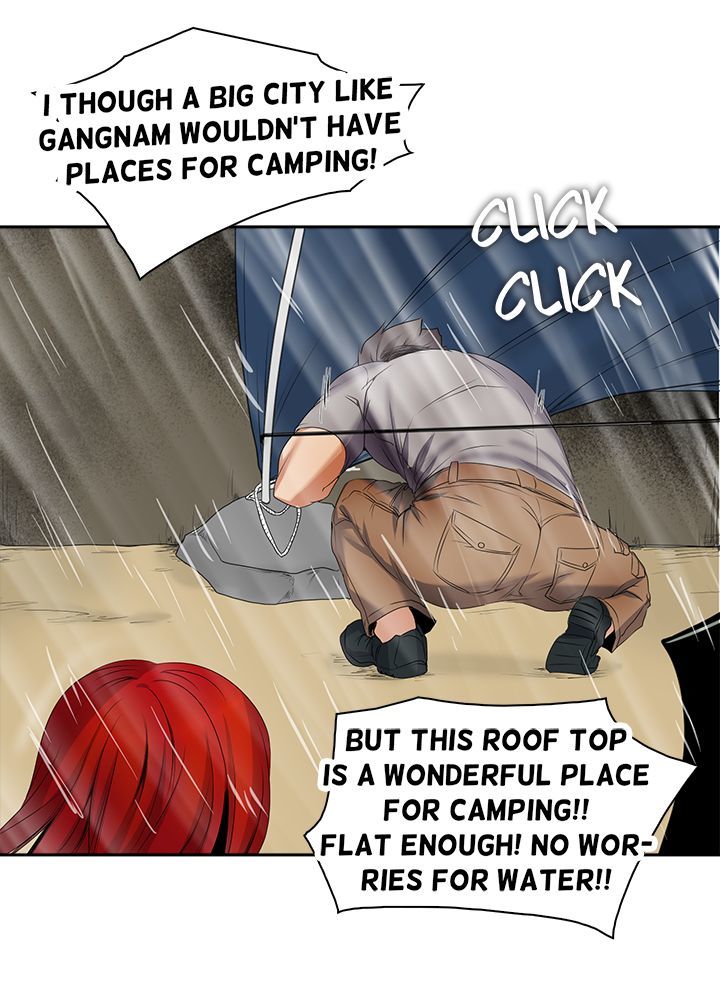 I THOUGH A BIG CITY LIKE
GANGNAM WOULDN'T HAVE
PLACES FOR CAMPING!
CLICK
CLICK
BUT THIS ROOF TOP
IS A WONDERFUL PLACE
FOR CAMPING!!
FLAT ENOUGH! NO WOR-
RIES FOR WATER!!